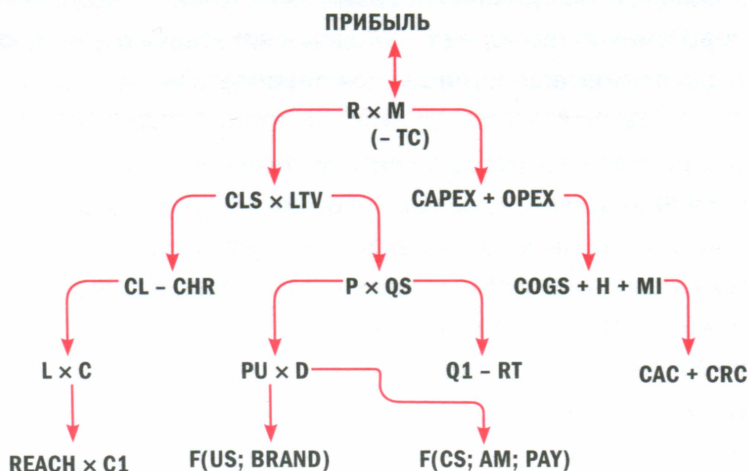 ПРИБЫЛЬ
R × M
(– TC)
CLS × LTV
CAPEX + OPEX
CL – CHR
P × QS
COGS + H + MI
L × C
PU × D
Q1 – RT
CAC + CRC
REACH × C1
F(US; BRAND)
F(CS; AM; PAY)